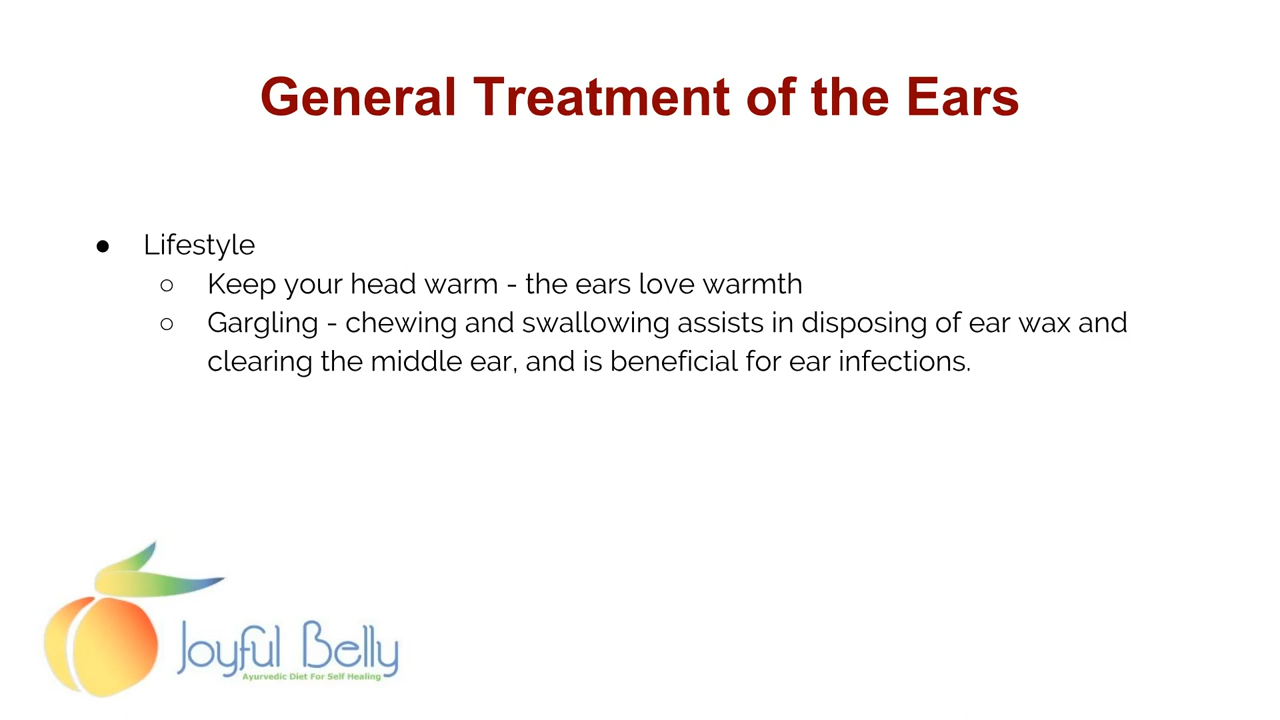 General Treatment of the Ears
● Lifestyle
○ Keep your head warm - the ears love warmth
○ Gargling - chewing and swallowing assists in disposing of ear wax and
clearing the middle ear, and is beneficial for ear infections.
Joyful Belly
Ayurvedic Diet For Self Healing